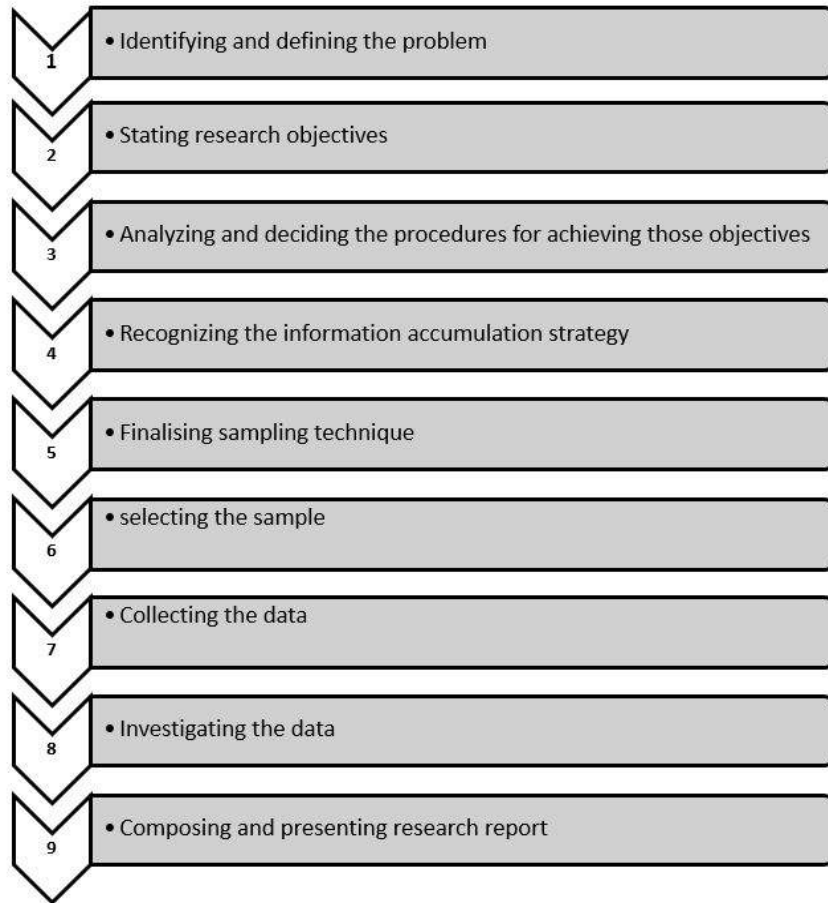 1 • Identifying and defining the problem
2 • Stating research objectives
3 • Analyzing and deciding the procedures for achieving those objectives
4 • Recognizing the information accumulation strategy
5 • Finalising sampling technique
6 • selecting the sample
7 • Collecting the data
8 • Investigating the data
9 • Composing and presenting research report